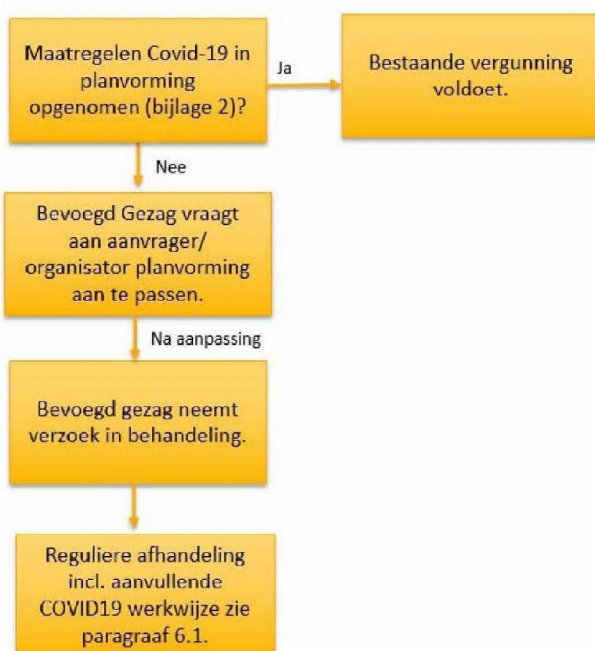 Maatregelen Covid-19 in
planvorming
opgenomen (bijlage 2)?
Ja
Bestaande vergunning
voldoet.
Nee
Bevoegd Gezag vraagt
aan aanvrager/
organisator planvorming
aan te passen.
Na aanpassing
Bevoegd gezag neemt
verzoek in behandeling.
Reguliere afhandeling
incl. aanvullende
COVID19 werkwijze zie
paragraaf 6.1.